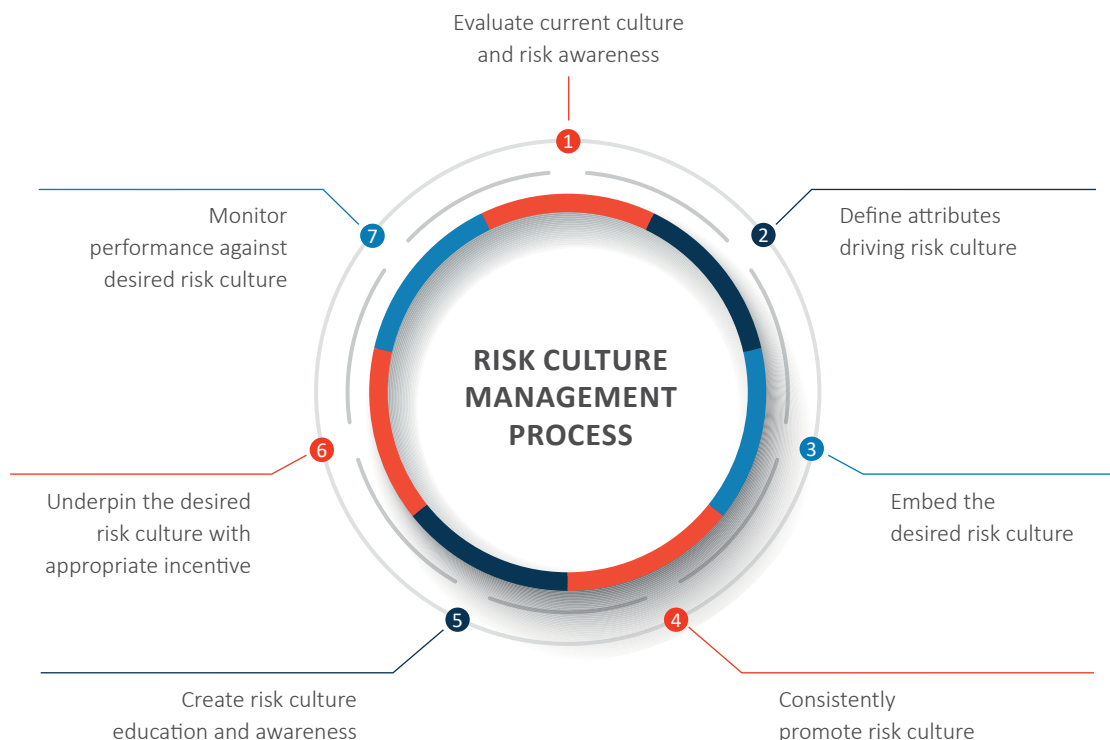 Evaluate current culture
and risk awareness
1
2
Define attributes
driving risk culture
3
Embed the
desired risk culture
4
Consistently
promote risk culture
5
Create risk culture
education and awareness
6
Underpin the desired
risk culture with
appropriate incentive
7
Monitor
performance against
desired risk culture
RISK CULTURE
MANAGEMENT
PROCESS